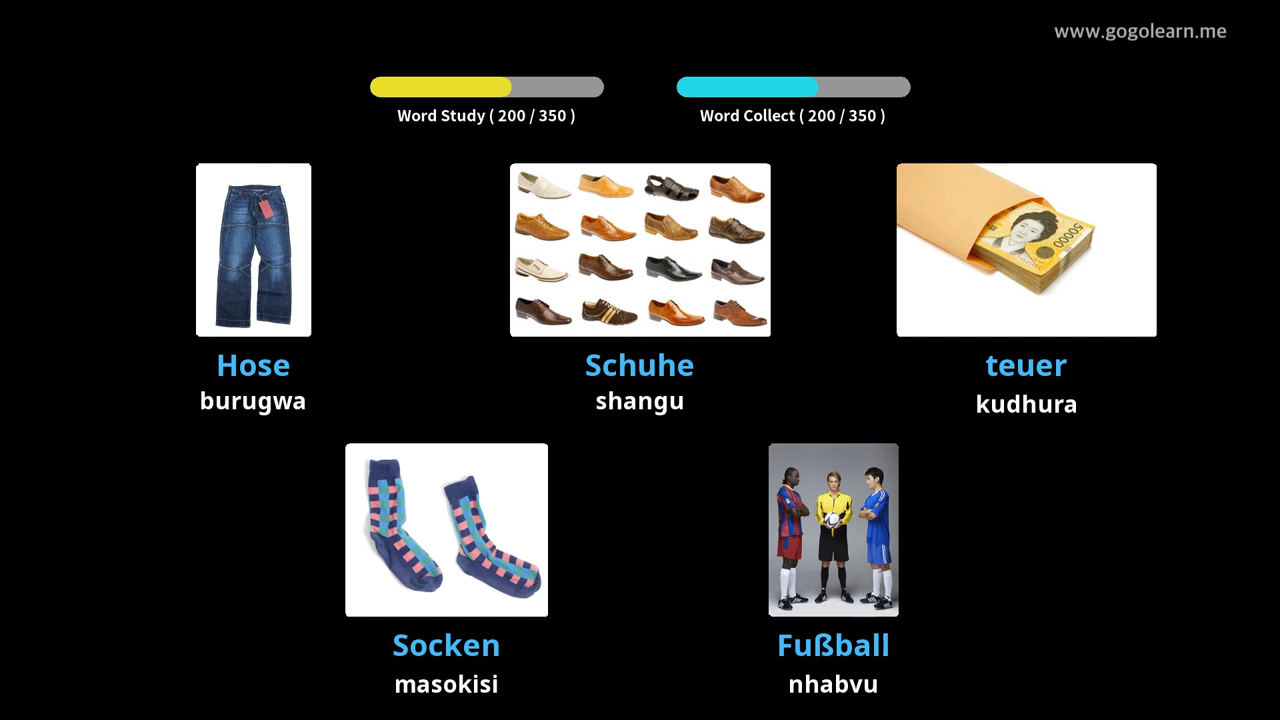 www.gogolearn.me
Word Study ( 200 / 350 )
Word Collect ( 200 / 350 )
50000
Hose
burugwa
Schuhe
shangu
teuer
kudhura
Socken
masokisi
Fußball
nhabvu